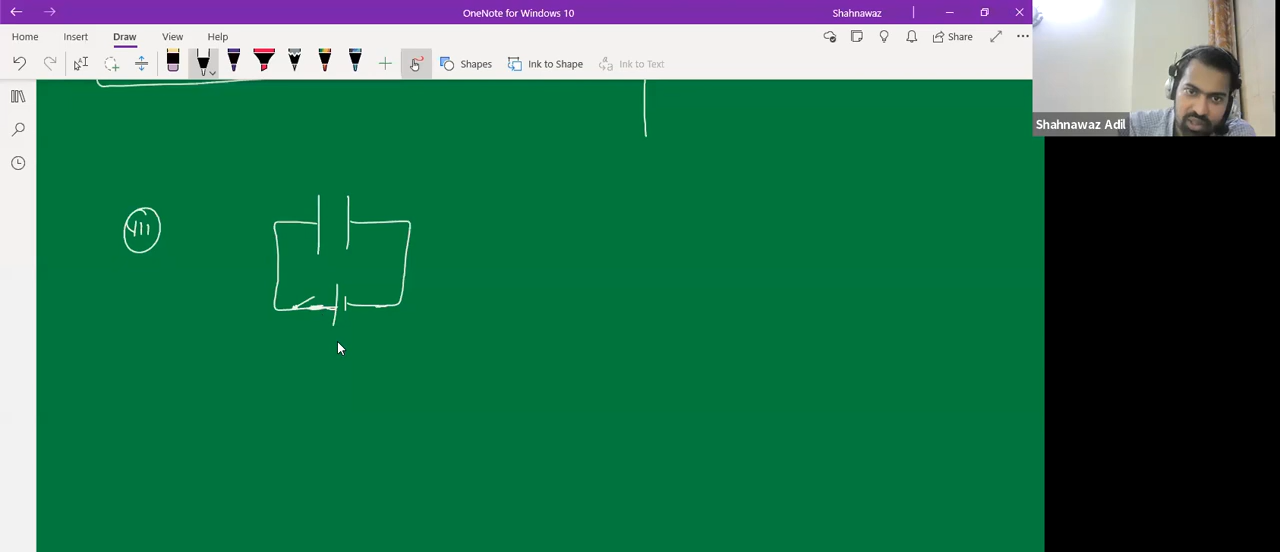 OneNote for Windows 10
Shahnawaz
Home Insert Draw View Help
Share
Shapes
Ink to Shape
Ink to Text
Shahnawaz Adil
VII